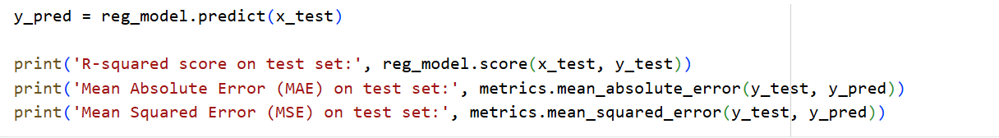 y_pred = reg_model.predict(x_test)
print('R-squared score on test set:', reg_model.score(x_test, y_test))
print('Mean Absolute Error (MAE) on test set:', metrics.mean_absolute_error(y_test, y_pred))
print('Mean Squared Error (MSE) on test set:', metrics.mean_squared_error(y_test, y_pred))